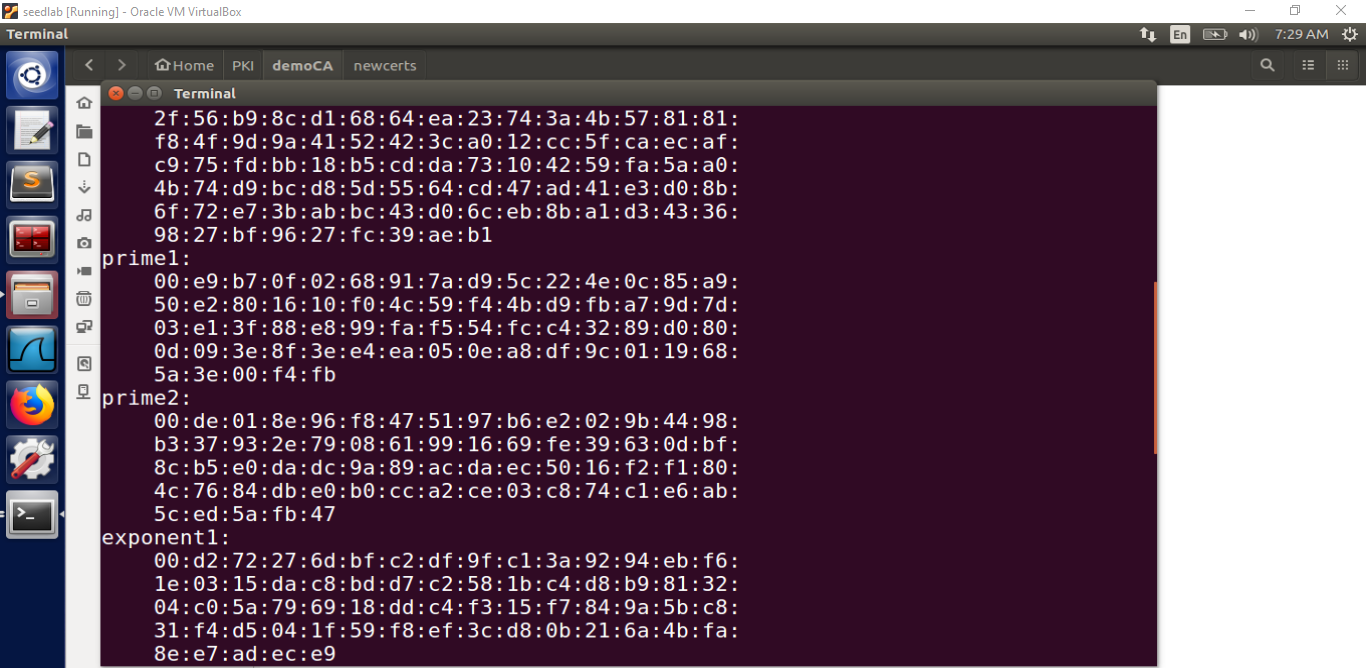 seedlab [Running] - Oracle VM VirtualBox
Terminal
En
7:29 AM
Home
PKI
demoCA
newcerts
Terminal
2f:56:b9:8c:d1:68:64:ea:23:74:3a:4b:57:81:81:
f8:4f:9d:9a:41:52:42:3c:a0:12:cc:5f:ca:ec:af:
c9:75:fd:bb:18:b5:cd:da:73:10:42:59:fa:5a:a0:
4b:74:d9:bc:d8:5d:55:64:cd:47:ad:41:e3:d0:8b:
6f:72:e7:3b:ab:bc:43:d0:6c:eb:8b:a1:d3:43:36:
98:27:bf:96:27:fc:39:ae:b1
prime1:
00:e9:b7:0f:02:68:91:7a:d9:5c:22:4e:0c:85:a9:
50:e2:80:16:10:f0:4c:59:f4:4b:d9:fb:a7:9d:7d:
03:e1:3f:88:e8:99:fa:f5:54:fc:c4:32:89:d0:80:
0d:09:3e:8f:3e:e4:ea:05:0e:a8:df:9c:01:19:68:
5a:3e:00:f4:fb
prime2:
00:de:01:8e:96:f8:47:51:97:b6:e2:02:9b:44:98:
b3:37:93:2e:79:08:61:99:16:69:fe:39:63:0d:bf:
8c:b5:e0:da:dc:9a:89:ac:da:ec:50:16:f2:f1:80:
4c:76:84:db:e0:b0:cc:a2:ce:03:c8:74:c1:e6:ab:
5c:ed:5a:fb:47
exponent1:
00:d2:72:27:6d:bf:c2:df:9f:c1:3a:92:94:eb:f6:
1e:03:15:da:c8:bd:d7:c2:58:1b:c4:d8:b9:81:32:
04:c0:5a:79:69:18:dd:c4:f3:15:f7:84:9a:5b:c8:
31:f4:d5:04:1f:59:f8:ef:3c:d8:0b:21:6a:4b:fa:
8e:e7:ad:ec:e9